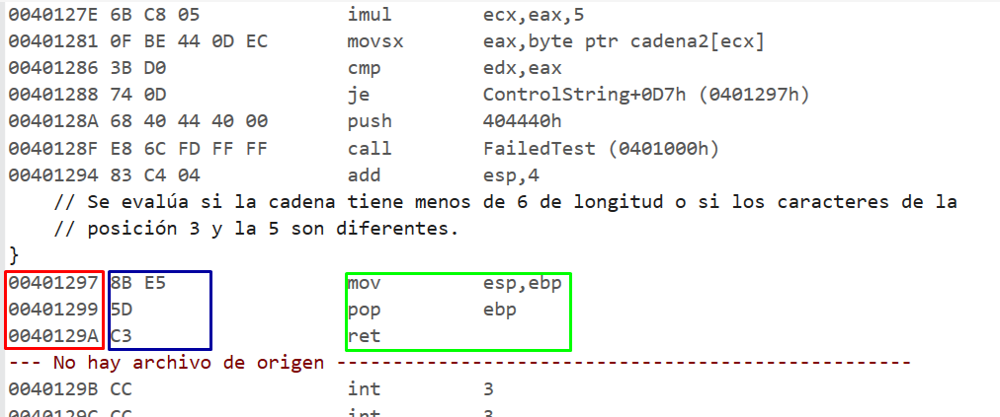 0040127E 6B C8 05 imul ecx,eax,5
00401281 0F BE 44 0D EC movsx eax,byte ptr cadena2[ecx]
00401286 3B D0 cmp edx,eax
00401288 74 0D je ControlString+0D7h (0401297h)
0040128A 68 40 44 40 00 push 404440h
0040128F E8 6C FD FF FF call FailedTest (0401000h)
00401294 83 C4 04 add esp,4
// Se evalúa si la cadena tiene menos de 6 de longitud o si los caracteres de la
// posición 3 y la 5 son diferentes.
}
00401297 8B E5 mov esp,ebp
00401299 5D pop ebp
0040129A C3 ret
--- No hay archivo de origen ---------------------------------------------------
0040129B CC int 3
0040129C CC int 3